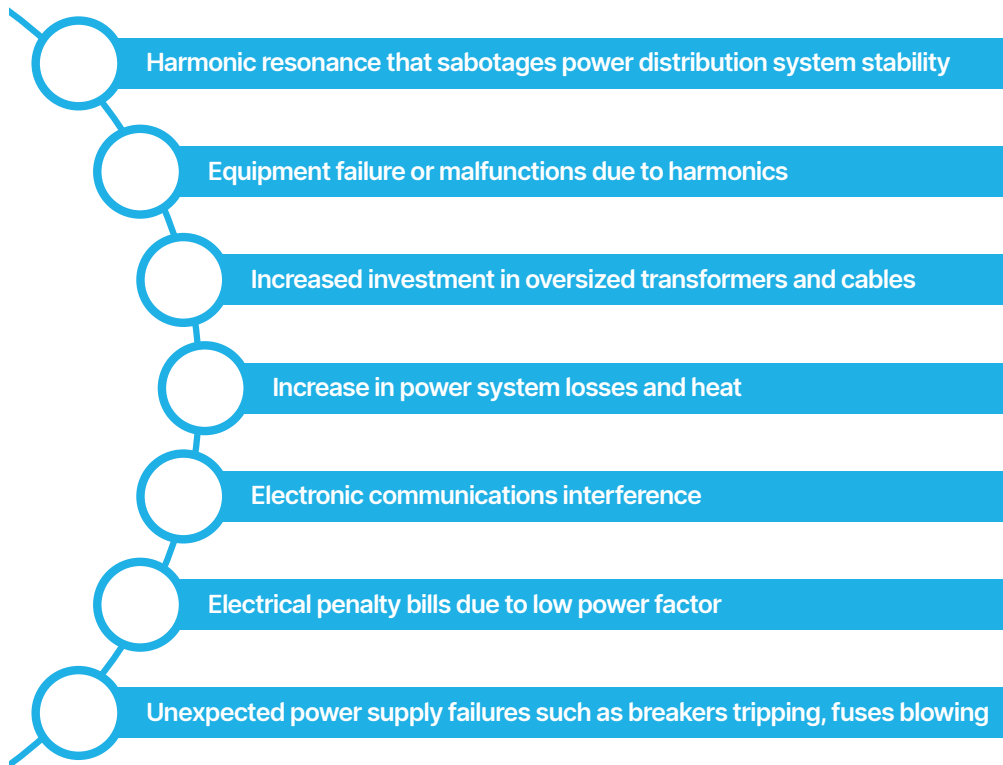 Harmonic resonance that sabotages power distribution system stability
Equipment failure or malfunctions due to harmonics
Increased investment in oversized transformers and cables
Increase in power system losses and heat
Electronic communications interference
Electrical penalty bills due to low power factor
Unexpected power supply failures such as breakers tripping, fuses blowing